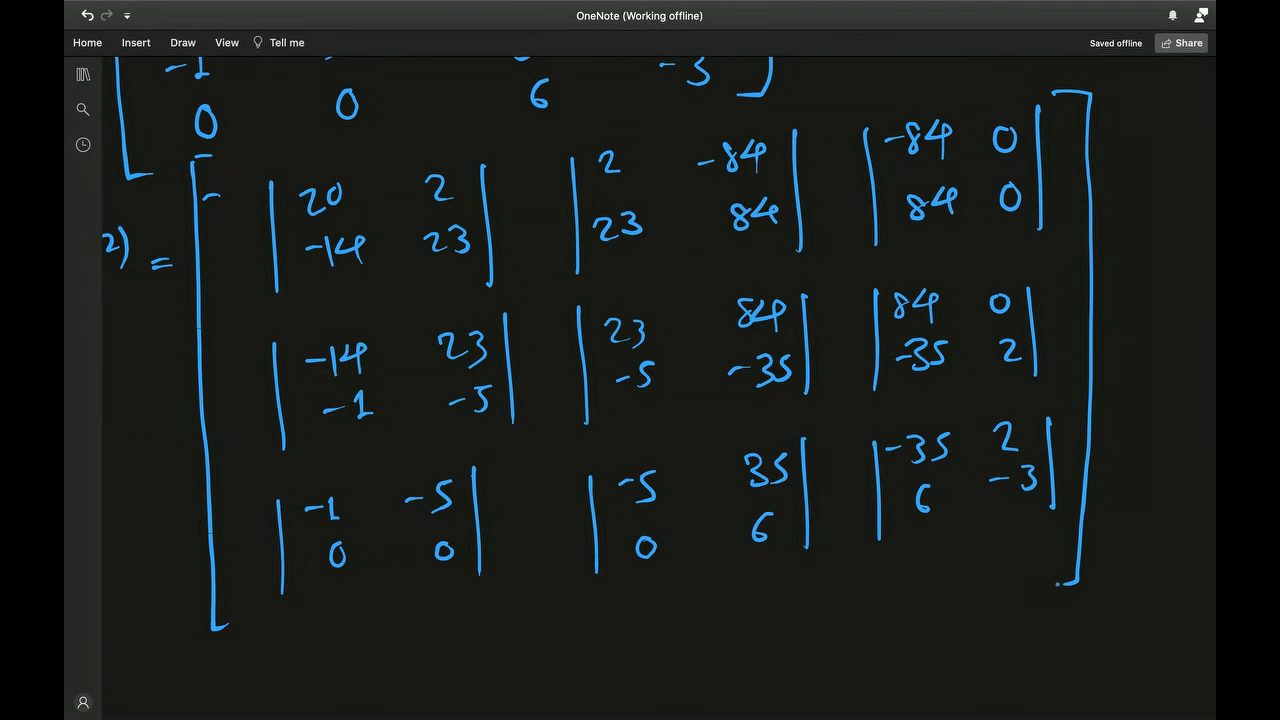 OneNote (Working offline)
Home Insert Draw View Tell me
Saved offline Share
-1 -3
0 0 6
20 2 2 -84 -84 0
-14 23 23 84 84 0
2) =
-14 23 23 84 84 0
-1 -5 -5 -35 -35 2
-1 -5 -5 35 -35 2
0 0 0 6 6 -3